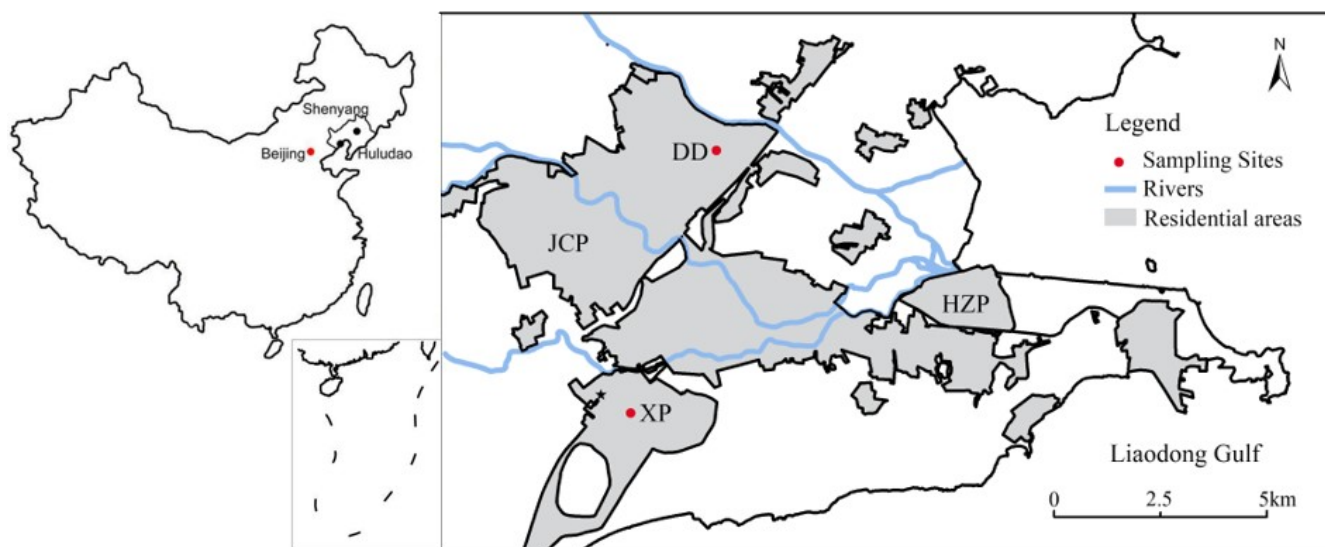 Shenyang
Beijing
Huludao
DD
JCP
HZP
XP
N
Legend
Sampling Sites
Rivers
Residential areas
Liaodong Gulf
0 2.5 5km